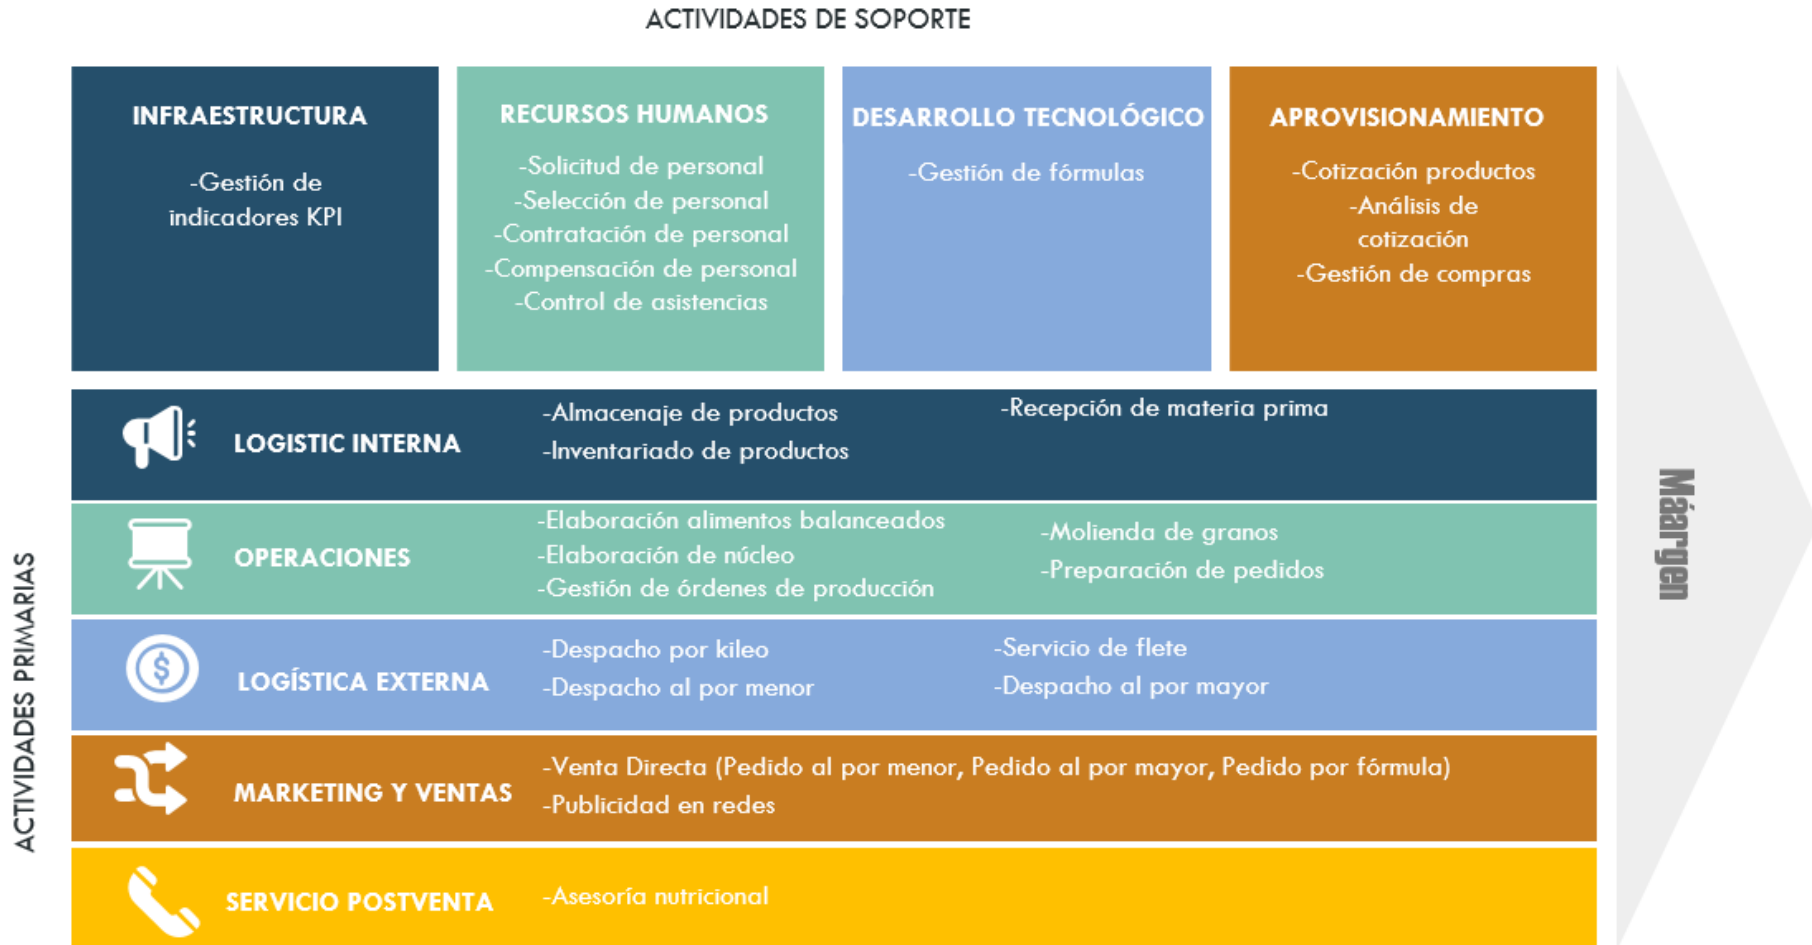 ACTIVIDADES DE SOPORTE
INFRAESTRUCTURA
-Gestión de
indicadores KPI
RECURSOS HUMANOS
-Solicitud de personal
-Selección de personal
-Contratación de personal
-Compensación de personal
-Control de asistencias
DESARROLLO TECNOLÓGICO
-Gestión de fórmulas
APROVISIONAMIENTO
-Cotización productos
-Análisis de
cotización
-Gestión de compras
ACTIVIDADES PRIMARIAS
LOGISTIC INTERNA
-Almacenaje de productos
-Inventariado de productos
-Recepción de materia prima
OPERACIONES
-Elaboración alimentos balanceados
-Elaboración de núcleo
-Gestión de órdenes de producción
-Molienda de granos
-Preparación de pedidos
LOGÍSTICA EXTERNA
-Despacho por kileo
-Despacho al por menor
-Servicio de flete
-Despacho al por mayor
MARKETING Y VENTAS
-Venta Directa (Pedido al por menor, Pedido al por mayor, Pedido por fórmula)
-Publicidad en redes
SERVICIO POSTVENTA
-Asesoría nutricional
Máargen